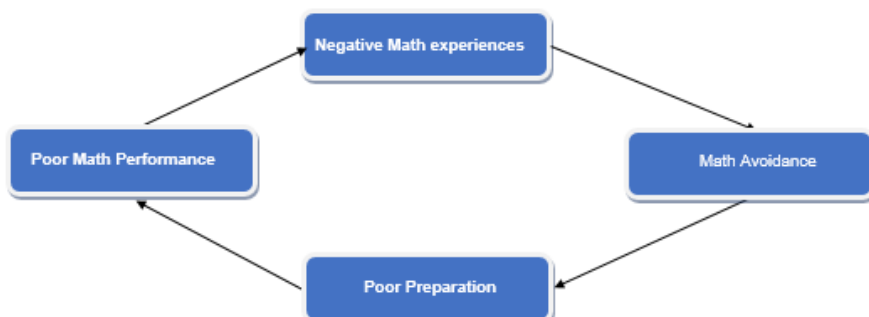 Negative Math experiences
Poor Math Performance
Math Avoidance
Poor Preparation